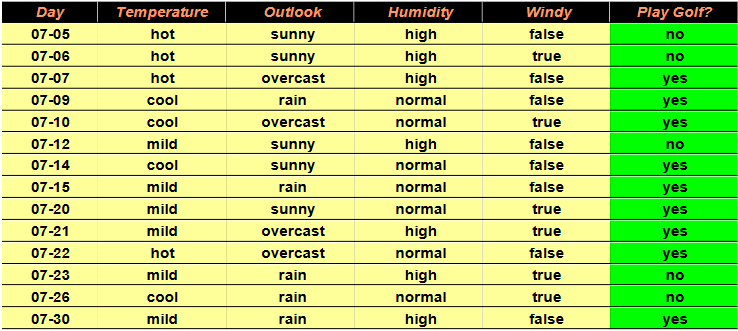 Day Temperature Outlook Humidity Windy Play Golf?
07-05 hot sunny high false no
07-06 hot sunny high true no
07-07 hot overcast high false yes
07-09 cool rain normal false yes
07-10 cool overcast normal true yes
07-12 mild sunny high false no
07-14 cool sunny normal false yes
07-15 mild rain normal false yes
07-20 mild sunny normal true yes
07-21 mild overcast high true yes
07-22 hot overcast normal false yes
07-23 mild rain high true no
07-26 cool rain normal true no
07-30 mild rain high false yes